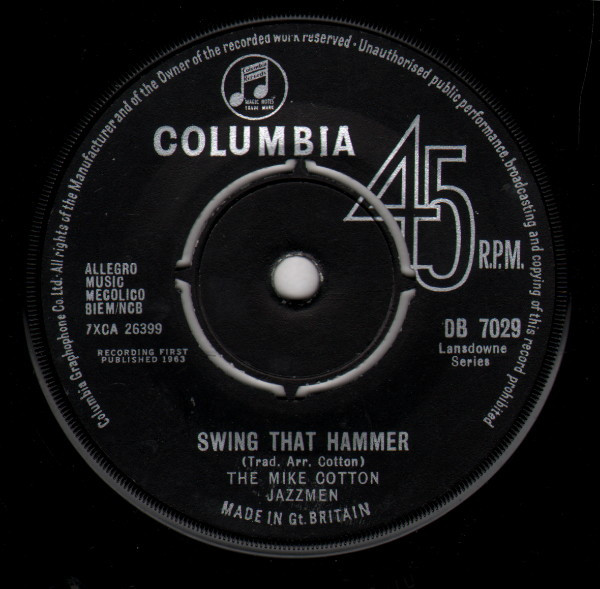 Columbia Graphophone Co. Ltd. All rights of the Manufacturer and of the Owner of the recorded work reserved · Unauthorised public performance, broadcasting and copying of this record prohibited
MAGIC NOTES
TRADE MARK
COLUMBIA
45
R.P.M.
ALLEGRO
MUSIC
MECOLICO
BIEM/NCB
7XCA 26399
RECORDING FIRST
PUBLISHED 1963
DB 7029
Lansdowne
Series
SWING THAT HAMMER
(Trad. Arr. Cotton)
THE MIKE COTTON
JAZZMEN
MADE IN Gt. BRITAIN